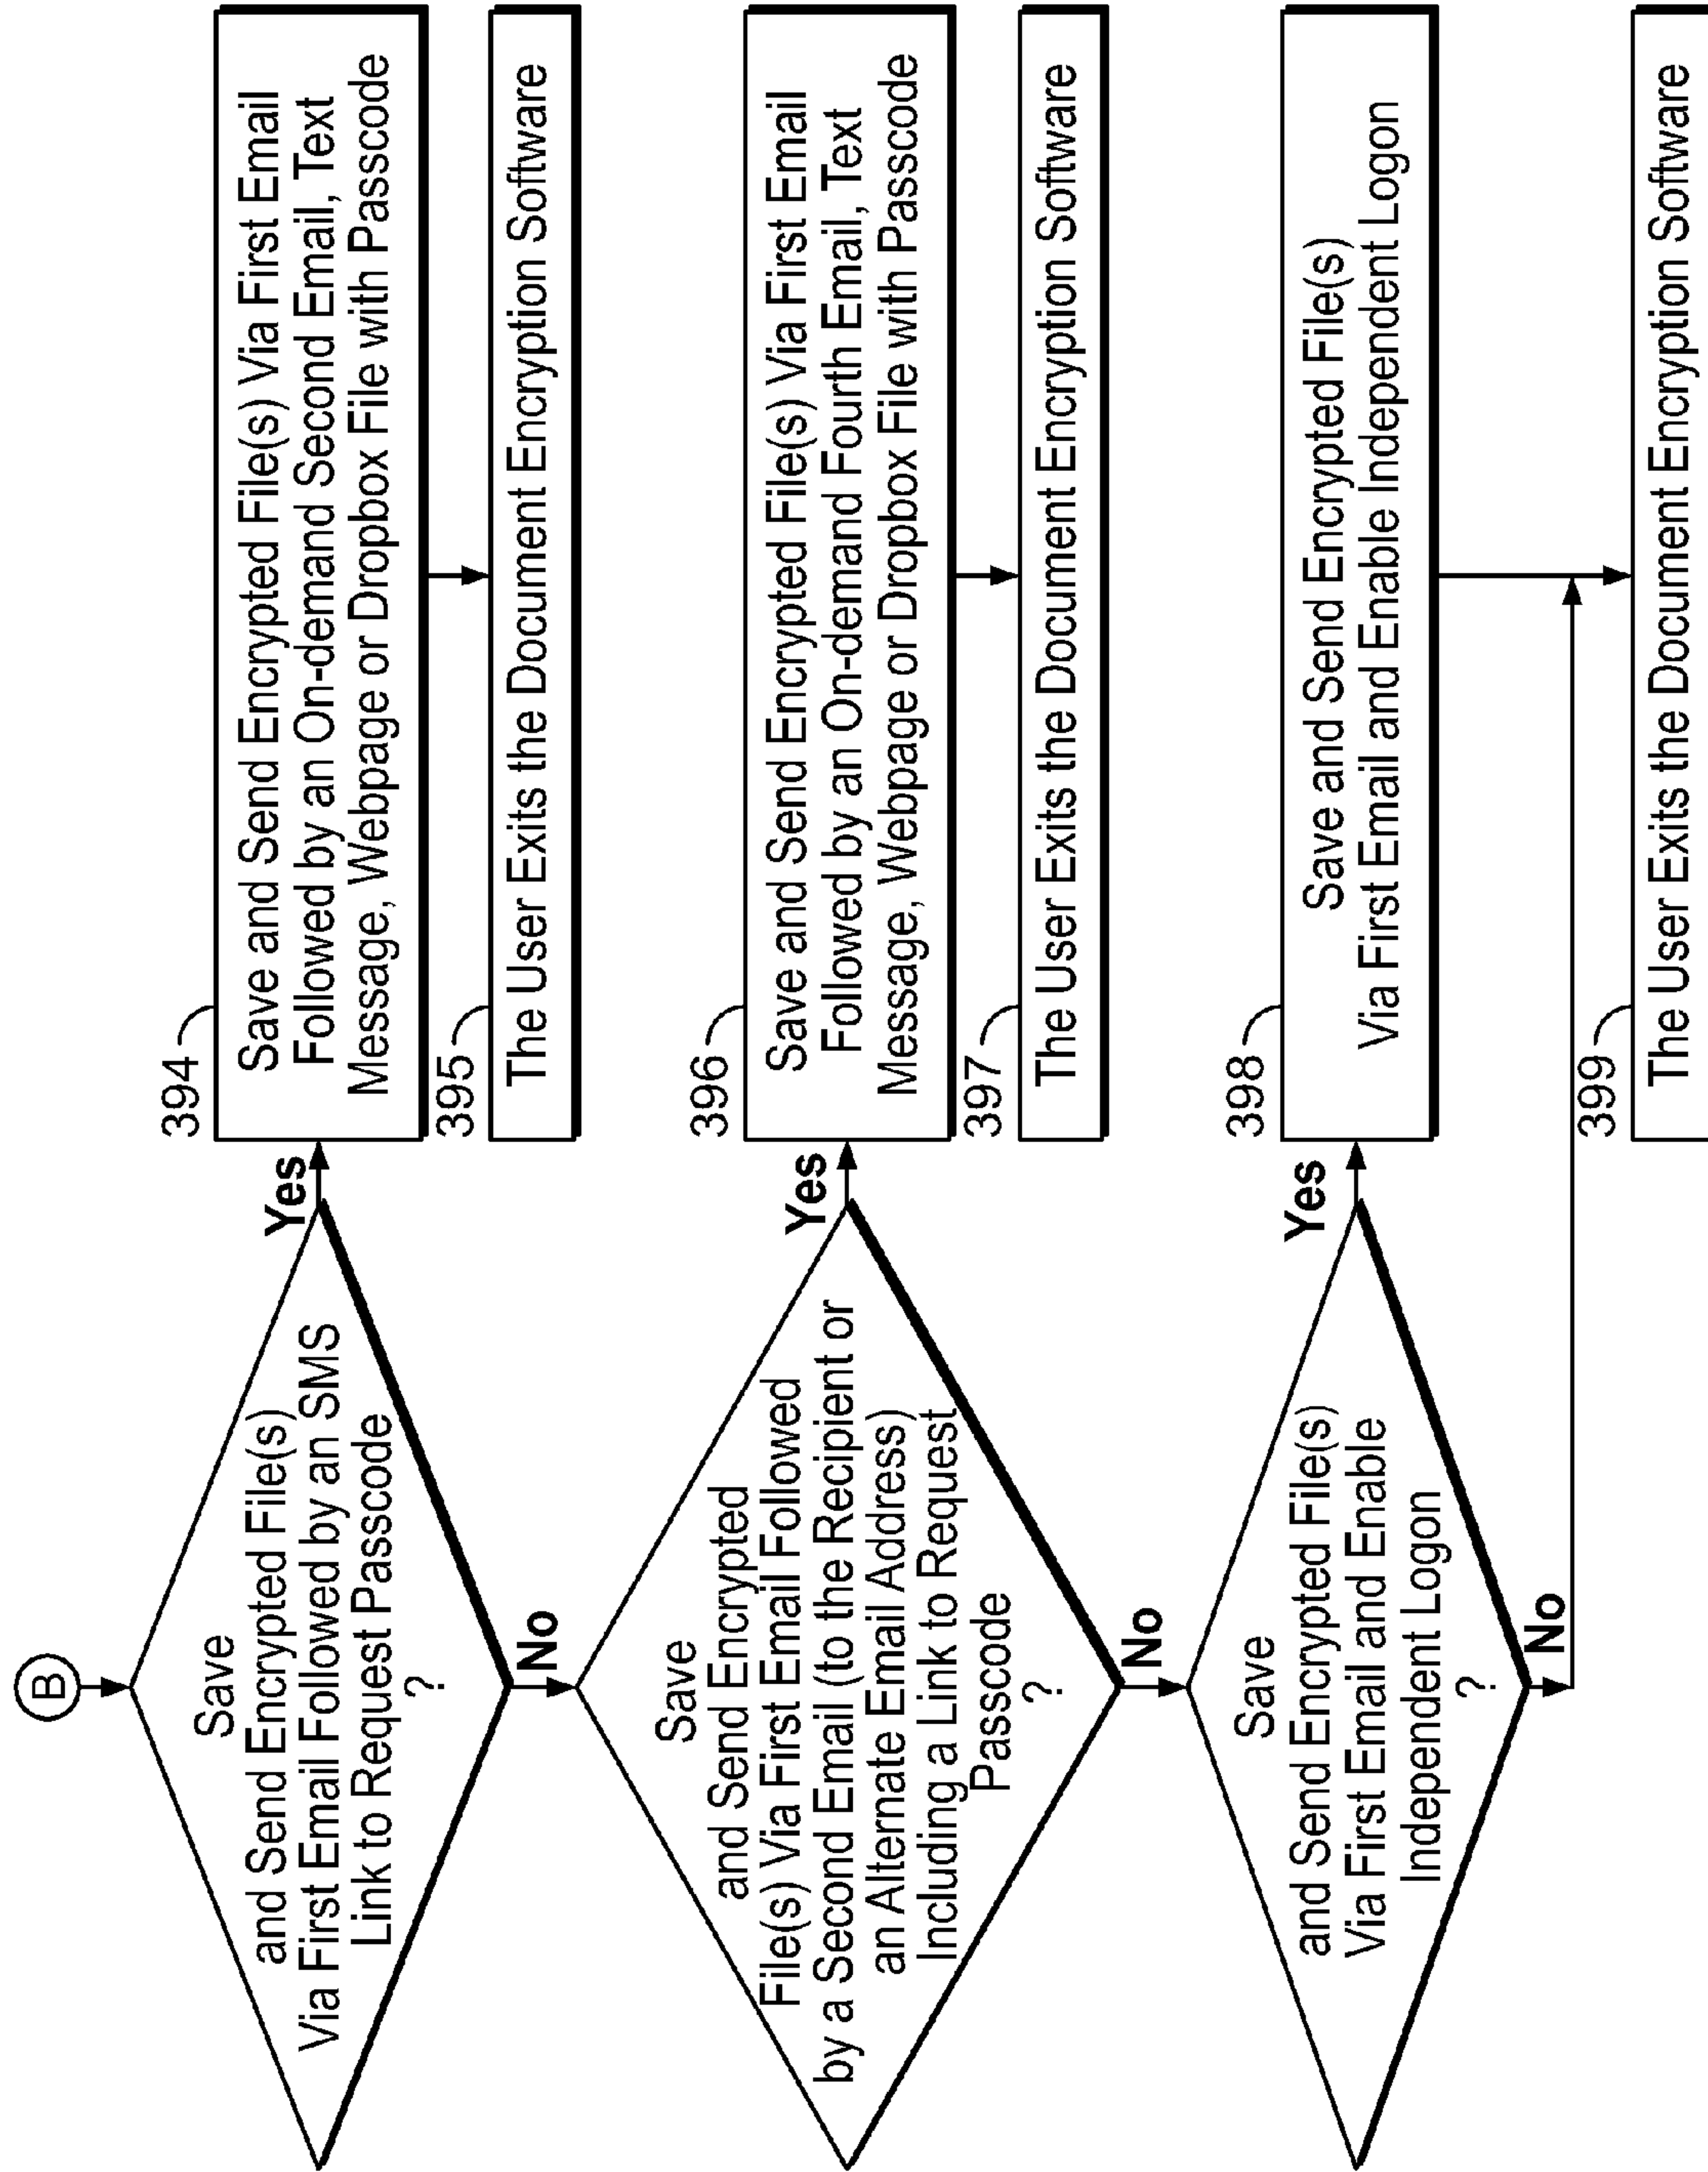 B
Save
and Send Encrypted File(s)
Via First Email Followed by an SMS
Link to Request Passcode
?
Yes
No
394
Save and Send Encrypted File(s) Via First Email
Followed by an On-demand Second Email, Text
Message, Webpage or Dropbox File with Passcode
395
The User Exits the Document Encryption Software
Save
and Send Encrypted
File(s) Via First Email Followed
by a Second Email (to the Recipient or
an Alternate Email Address)
Including a Link to Request
Passcode
?
Yes
No
396
Save and Send Encrypted File(s) Via First Email
Followed by an On-demand Fourth Email, Text
Message, Webpage or Dropbox File with Passcode
397
The User Exits the Document Encryption Software
Save
and Send Encrypted File(s)
Via First Email and Enable
Independent Logon
?
Yes
No
398
Save and Send Encrypted File(s)
Via First Email and Enable Independent Logon
399
The User Exits the Document Encryption Software